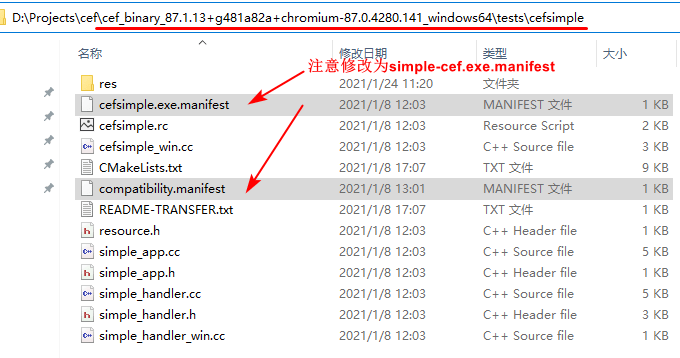 D:\Projects\cef\cef_binary_87.1.13+g481a82a+chromium-87.0.4280.141_windows64\tests\cefsimple
名称 修改日期 类型 大小
注意修改为simple-cef.exe.manifest
res 2021/1/24 11:20 文件夹
cefsimple.exe.manifest 2021/1/8 12:03 MANIFEST 文件 1 KB
cefsimple.rc 2021/1/8 12:03 Resource Script 2 KB
cefsimple_win.cc 2021/1/8 12:03 C++ Source file 3 KB
CMakeLists.txt 2021/1/8 17:07 TXT 文件 9 KB
compatibility.manifest 2021/1/8 13:01 MANIFEST 文件 1 KB
README-TRANSFER.txt 2021/1/8 17:07 TXT 文件 1 KB
resource.h 2021/1/8 12:03 C++ Header file 1 KB
simple_app.cc 2021/1/8 12:03 C++ Source file 5 KB
simple_app.h 2021/1/8 12:03 C++ Header file 1 KB
simple_handler.cc 2021/1/8 12:03 C++ Source file 5 KB
simple_handler.h 2021/1/8 12:03 C++ Header file 3 KB
simple_handler_win.cc 2021/1/8 12:03 C++ Source file 1 KB